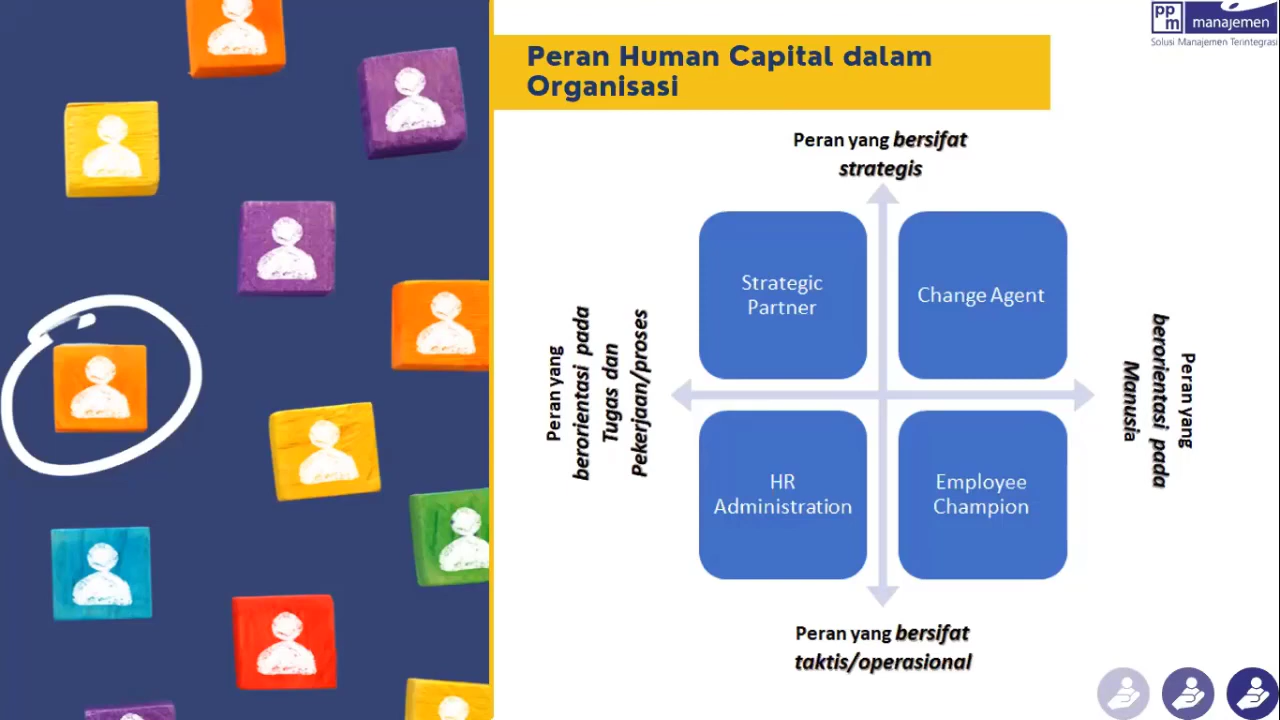 ppm
manajemen
Solusi Manajemen Terintegrasi
Peran Human Capital dalam
Organisasi
Peran yang bersifat
strategis
Strategic
Partner
Change Agent
Peran yang
berorientasi pada
Tugas dan
Pekerjaan/proses
Peran yang
berorientasi pada
Manusia
HR
Administration
Employee
Champion
Peran yang bersifat
taktis/operasional